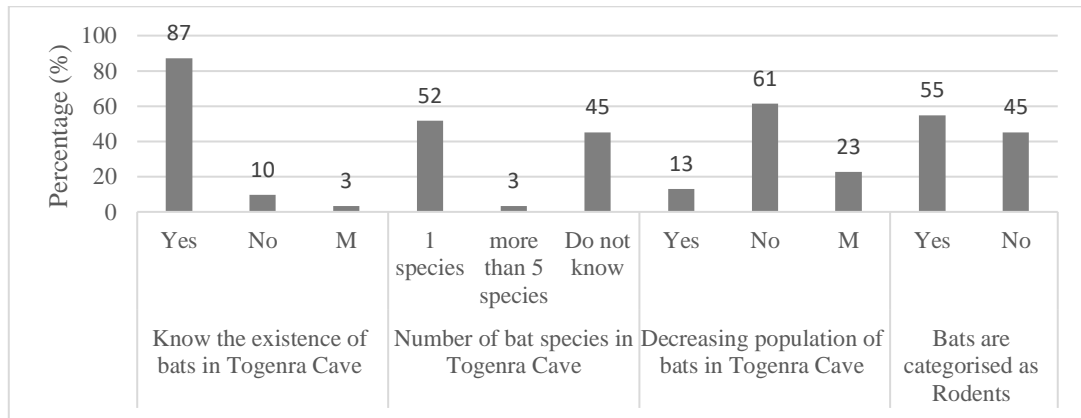 Percentage (%)
100
80
60
40
20
0
87
10
3
52
3
45
13
61
23
55
45
Yes
No
M
1 species
more than 5 species
Do not know
Yes
No
M
Yes
No
Know the existence of
bats in Togenra Cave
Number of bat species in
Togenra Cave
Decreasing population of
bats in Togenra Cave
Bats are
categorised as
Rodents